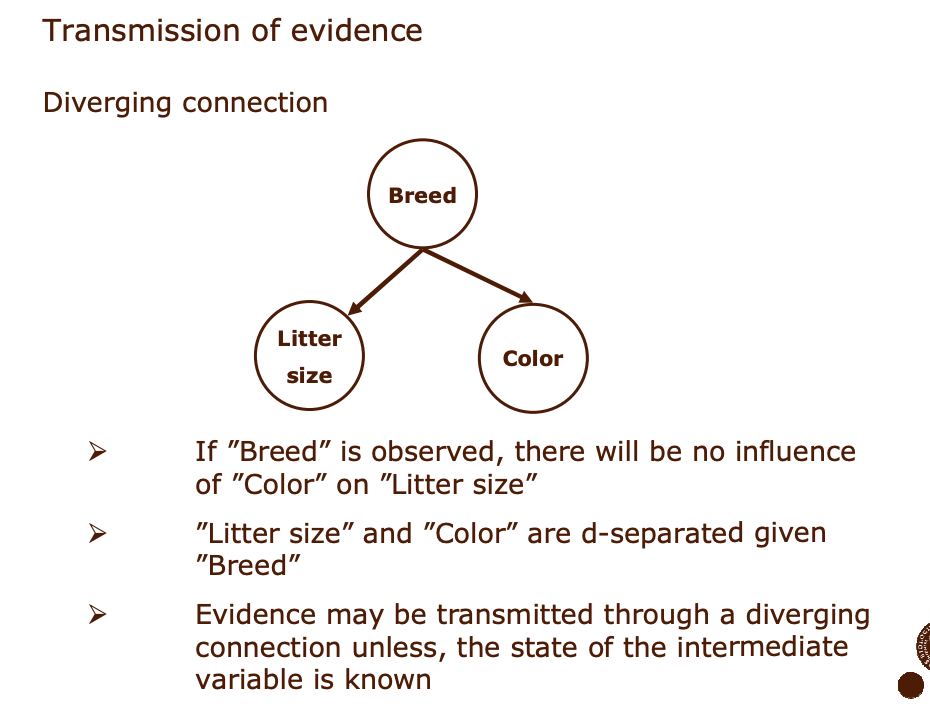 Transmission of evidence
Diverging connection
Breed
Litter
size
Color
If ”Breed” is observed, there will be no influence
of ”Color” on ”Litter size”
”Litter size” and ”Color” are d-separated given
”Breed”
Evidence may be transmitted through a diverging
connection unless, the state of the intermediate
variable is known